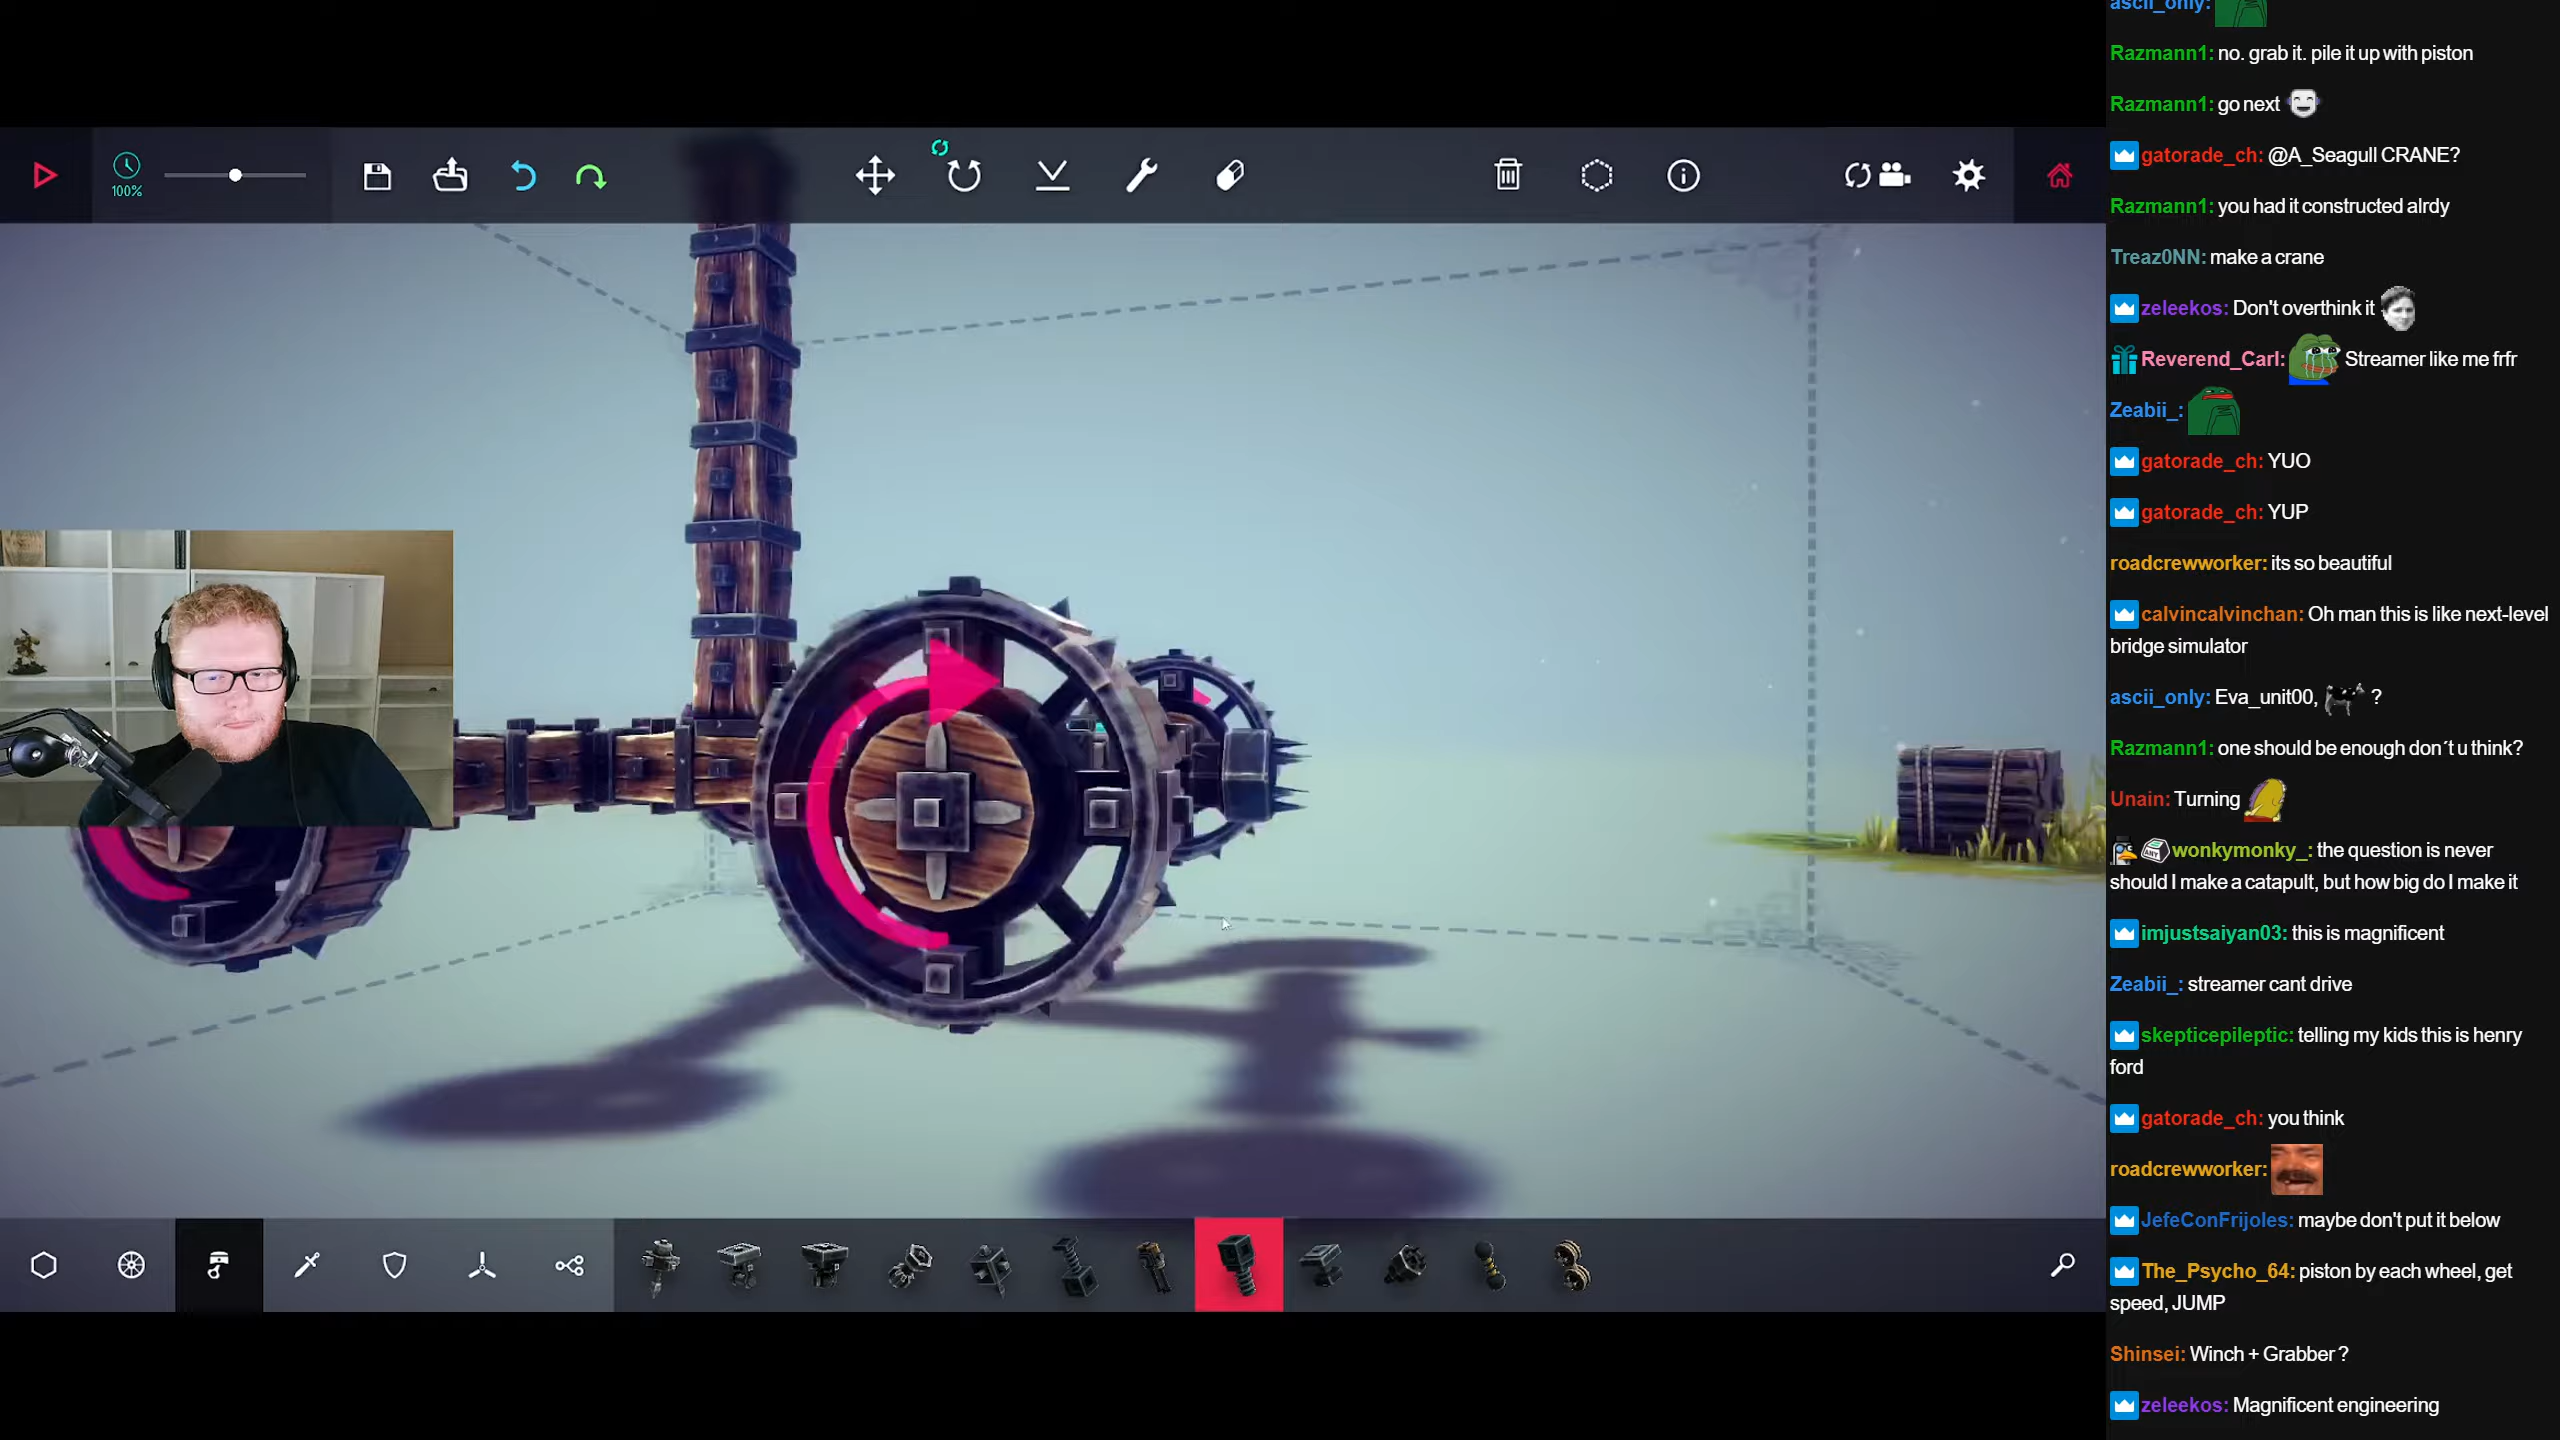 100%
ascii_only:
Razmann1: no. grab it. pile it up with piston
Razmann1: go next
gatorade_ch: @A_Seagull CRANE?
Razmann1: you had it constructed alrdy
Treaz0NN: make a crane
zeleekos: Don't overthink it
Reverend_Carl: Streamer like me frfr
Zeabii_:
gatorade_ch: YUO
gatorade_ch: YUP
roadcrewworker: its so beautiful
calvincalvinchan: Oh man this is like next-level
bridge simulator
ascii_only: Eva_unit00, ?
Razmann1: one should be enough don´t u think?
Unain: Turning
wonkymonky_: the question is never
should I make a catapult, but how big do I make it
imjustsaiyan03: this is magnificent
Zeabii_: streamer cant drive
skepticepileptic: telling my kids this is henry
ford
gatorade_ch: you think
roadcrewworker:
JefeConFrijoles: maybe don't put it below
The_Psycho_64: piston by each wheel, get
speed, JUMP
Shinsei: Winch + Grabber ?
zeleekos: Magnificent engineering